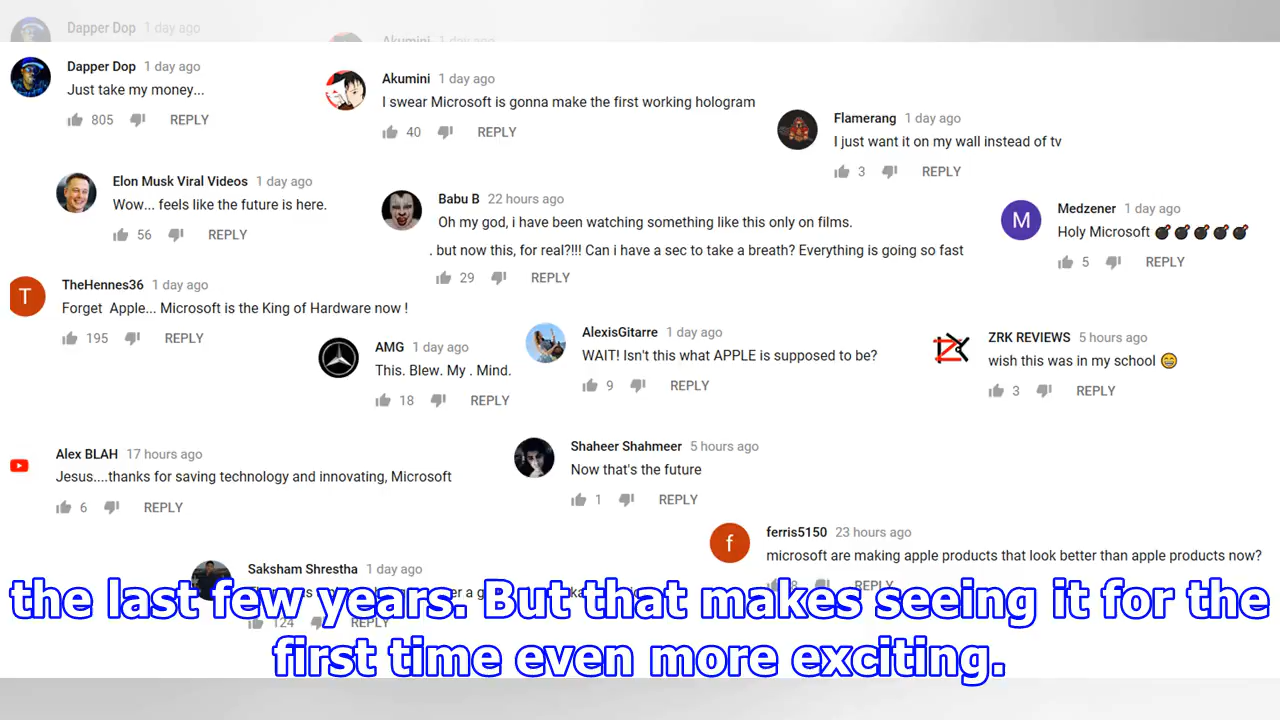 Dapper Dop 1 day ago
Akumini 1 day ago
Dapper Dop 1 day ago
Just take my money...
805 REPLY
Akumini 1 day ago
I swear Microsoft is gonna make the first working hologram
40 REPLY
Flamerang 1 day ago
I just want it on my wall instead of tv
3 REPLY
Elon Musk Viral Videos 1 day ago
Wow... feels like the future is here.
56 REPLY
Babu B 22 hours ago
Oh my god, i have been watching something like this only on films.
. but now this, for real?!!! Can i have a sec to take a breath? Everything is going so fast
29 REPLY
M
Medzener 1 day ago
Holy Microsoft 💣💣💣💣💣
5 REPLY
T
TheHennes36 1 day ago
Forget Apple... Microsoft is the King of Hardware now !
195 REPLY
AMG 1 day ago
This. Blew. My . Mind.
18 REPLY
AlexisGitarre 1 day ago
WAIT! Isn't this what APPLE is supposed to be?
9 REPLY
ZRK REVIEWS 5 hours ago
wish this was in my school 😁
3 REPLY
Alex BLAH 17 hours ago
Jesus....thanks for saving technology and innovating, Microsoft
6 REPLY
Shaheer Shahmeer 5 hours ago
Now that's the future
1 REPLY
f
ferris5150 23 hours ago
microsoft are making apple products that look better than apple products now?
8 REPLY
Saksham Shrestha 1 day ago
124 REPLY
the last few years. But that makes seeing it for the
first time even more exciting.